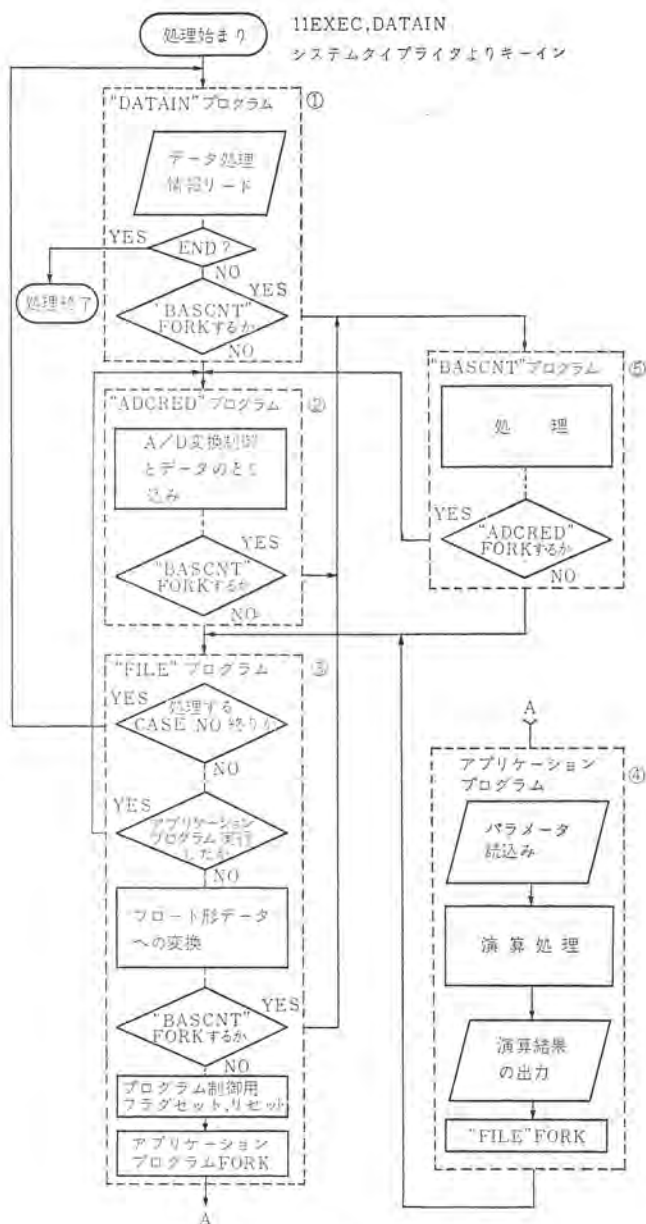 処理始まり
11EXEC,DATAIN
システムタイプライタよりキーイン
"DATAIN"プログラム
①
データ処理
情報リード
YES
END?
NO
処理終了
YES
"BASCNT"
FORKするか
NO
"ADCRED"プログラム
②
A/D変換制御
とデータのとり
込み
YES
"BASCNT"
FORKするか
NO
"BASCNT"プログラム
⑤
処理
YES
"ADCRED"
FORKするか
NO
"FILE"プログラム
③
YES
処理する
CASE NO 終りか
NO
YES
アプリケーション
プログラム実行
したか
NO
フロート形データ
への変換
YES
"BASCNT"
FORKするか
NO
プログラム制御用
フラグセット,リセット
アプリケーション
プログラムFORK
A
A
アプリケーション
プログラム
④
パラメータ
読込み
演算処理
演算結果
の出力
"FILE"FORK